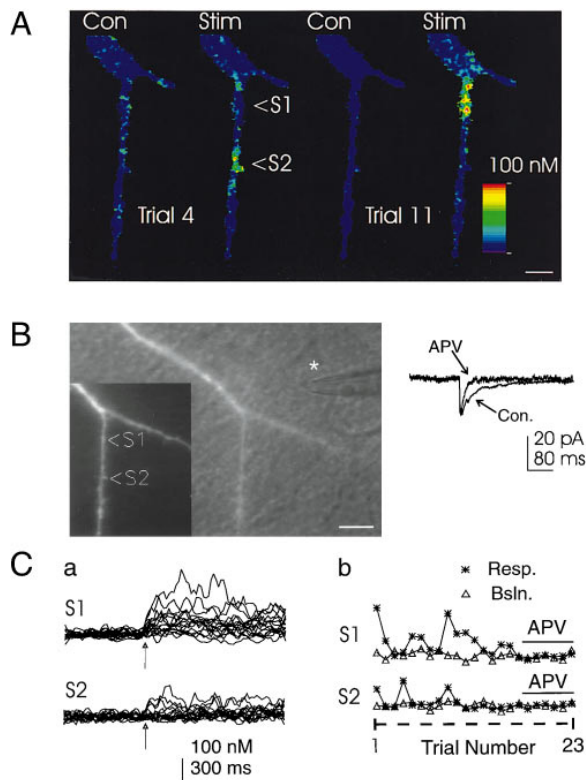 A
Con Stim Con Stim
<S1
<S2
100 nM
Trial 4 Trial 11
B
*
<S1
<S2
APV
Con.
20 pA
80 ms
C a
S1
S2
100 nM
300 ms
b
Resp.
Bsln.
S1
APV
S2
APV
1 Trial Number 23